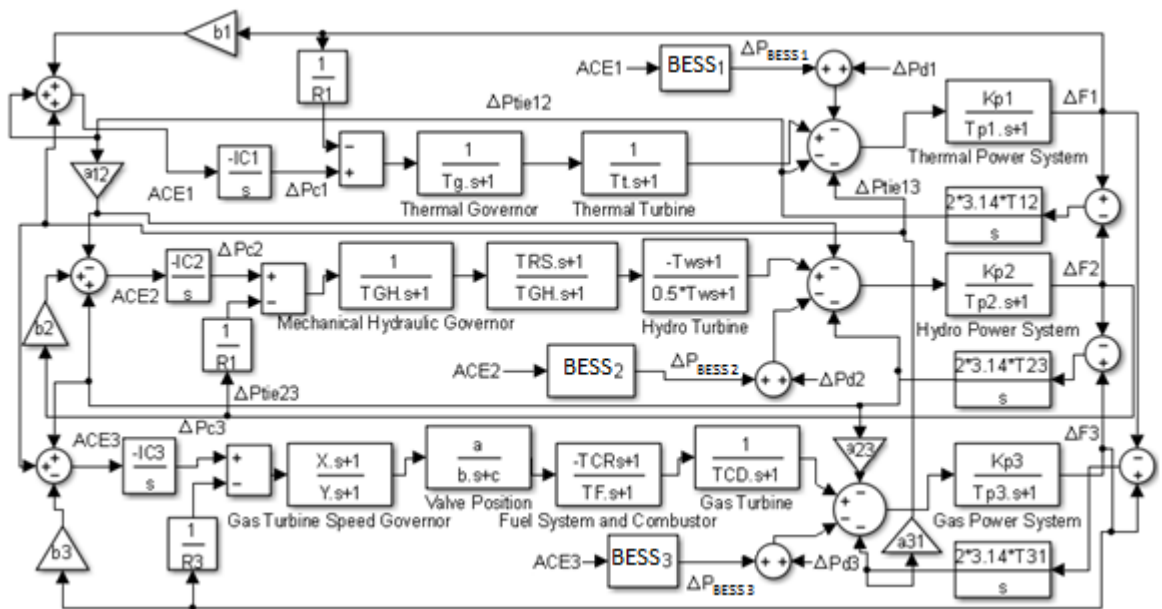 b1
1
R1
ACE1
BESS1
ΔPBESS1
ΔPd1
ΔPtie12
Kp1
Tp1.s+1
ΔF1
Thermal Power System
a12
ACE1
-IC1
s
ΔPc1
1
Tg.s+1
Thermal Governor
1
Tt.s+1
Thermal Turbine
ΔPtie13
2*3.14*T12
s
ACE2
-IC2
s
ΔPc2
b2
1
R1
1
TGH.s+1
Mechanical Hydraulic Governor
TRS.s+1
TGH.s+1
-Tws+1
0.5*Tws+1
Hydro Turbine
Kp2
Tp2.s+1
ΔF2
Hydro Power System
ACE2
BESS2
ΔPBESS2
ΔPd2
2*3.14*T23
s
ΔPtie23
ACE3
-IC3
s
ΔPc3
X.s+1
Y.s+1
Gas Turbine Speed Governor
a
b.s+c
Valve Position
-TCRs+1
TF.s+1
Fuel System and Combustor
1
TCD.s+1
Gas Turbine
a23
Kp3
Tp3.s+1
ΔF3
Gas Power System
a31
b3
1
R3
ACE3
BESS3
ΔPBESS3
ΔPd3
2*3.14*T31
s